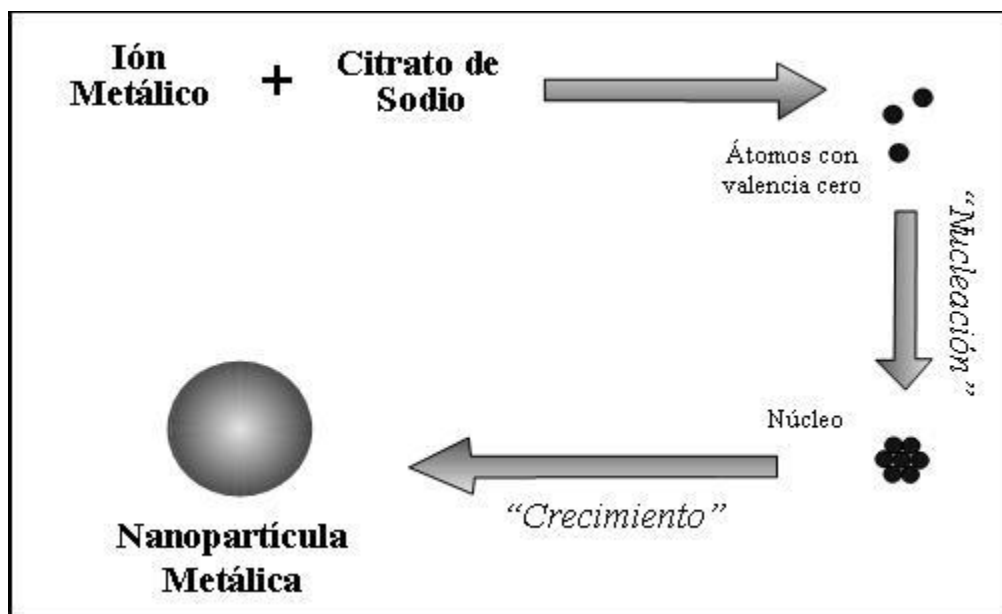 Ión
Metálico
+
Citrato de
Sodio
Átomos con
valencia cero
“Nucleación”
Núcleo
“Crecimiento”
Nanopartícula
Metálica